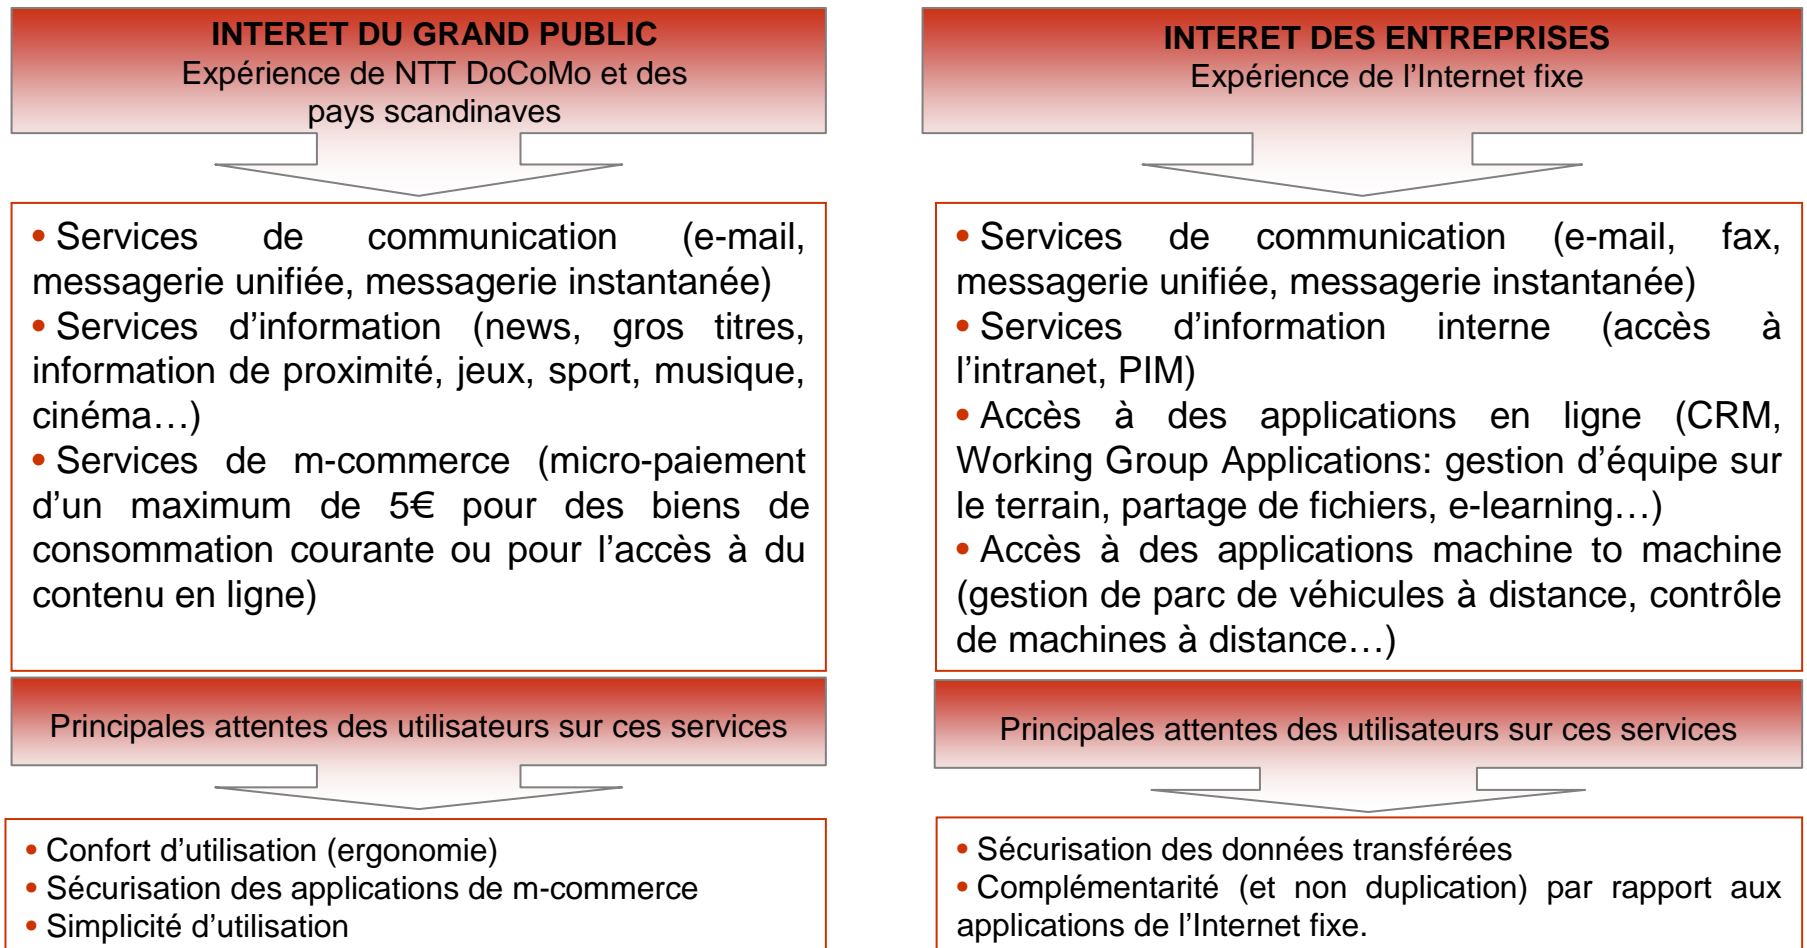 INTERET DU GRAND PUBLIC
Expérience de NTT DoCoMo et des
pays scandinaves
• Services de communication (e-mail,
messagerie unifiée, messagerie instantanée)
• Services d’information (news, gros titres,
information de proximité, jeux, sport, musique,
cinéma…)
• Services de m-commerce (micro-paiement
d’un maximum de 5€ pour des biens de
consommation courante ou pour l’accès à du
contenu en ligne)
Principales attentes des utilisateurs sur ces services
• Confort d’utilisation (ergonomie)
• Sécurisation des applications de m-commerce
• Simplicité d’utilisation
INTERET DES ENTREPRISES
Expérience de l’Internet fixe
• Services de communication (e-mail, fax,
messagerie unifiée, messagerie instantanée)
• Services d’information interne (accès à
l’intranet, PIM)
• Accès à des applications en ligne (CRM,
Working Group Applications: gestion d’équipe sur
le terrain, partage de fichiers, e-learning…)
• Accès à des applications machine to machine
(gestion de parc de véhicules à distance, contrôle
de machines à distance…)
Principales attentes des utilisateurs sur ces services
• Sécurisation des données transférées
• Complémentarité (et non duplication) par rapport aux
applications de l’Internet fixe.